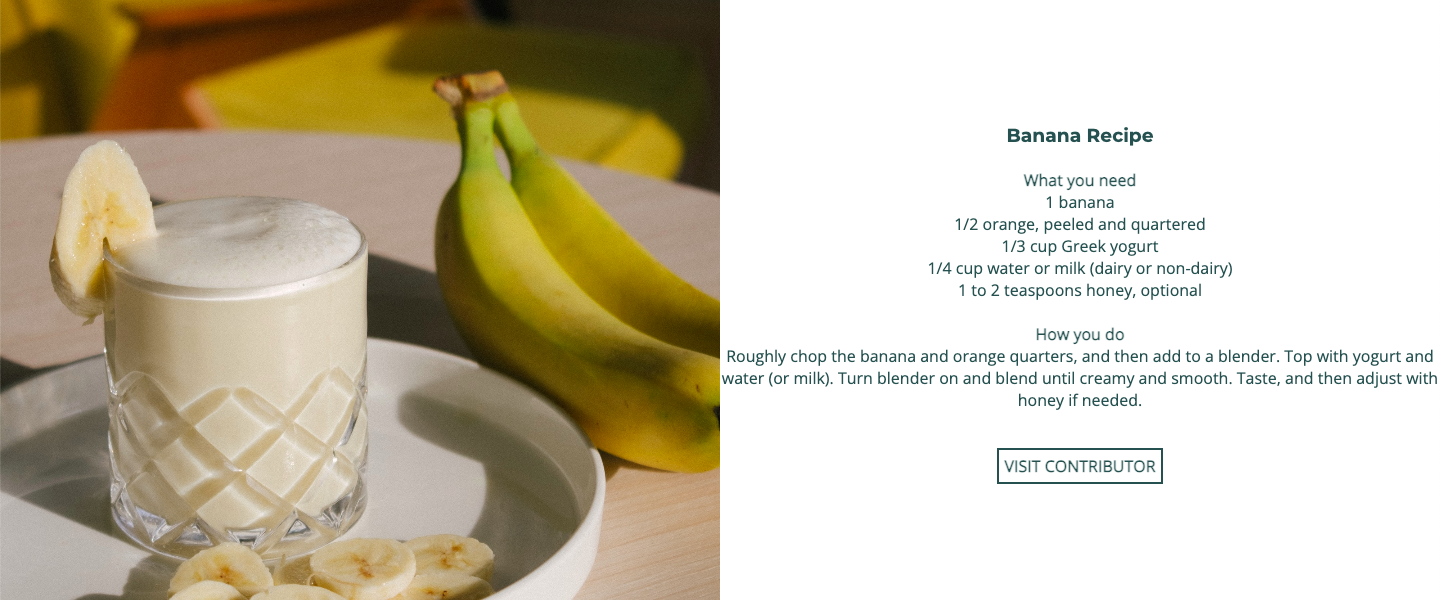 Banana Recipe
What you need
1 banana
1/2 orange, peeled and quartered
1/3 cup Greek yogurt
1/4 cup water or milk (dairy or non-dairy)
1 to 2 teaspoons honey, optional
How you do
Roughly chop the banana and orange quarters, and then add to a blender. Top with yogurt and
water (or milk). Turn blender on and blend until creamy and smooth. Taste, and then adjust with
honey if needed.
VISIT CONTRIBUTOR